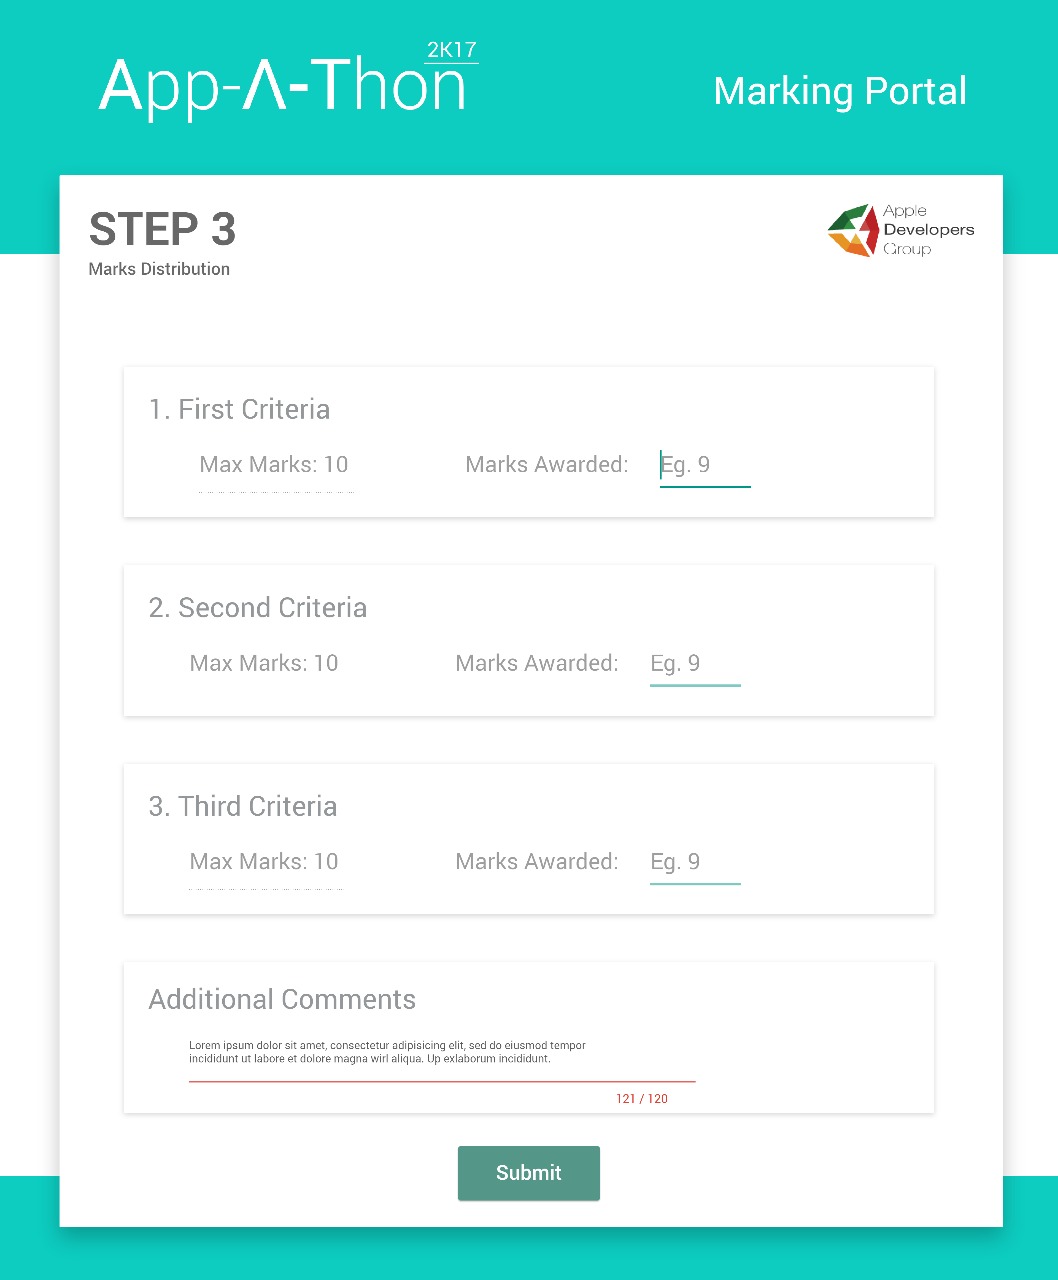 App-Λ-Thon 2K17
Marking Portal
STEP 3
Marks Distribution
Apple
Developers
Group
1. First Criteria
Max Marks: 10 Marks Awarded: Eg. 9
2. Second Criteria
Max Marks: 10 Marks Awarded: Eg. 9
3. Third Criteria
Max Marks: 10 Marks Awarded: Eg. 9
Additional Comments
Lorem ipsum dolor sit amet, consectetur adipisicing elit, sed do eiusmod tempor
incididunt ut labore et dolore magna wirl aliqua. Up exlaborum incididunt.
121 / 120
Submit